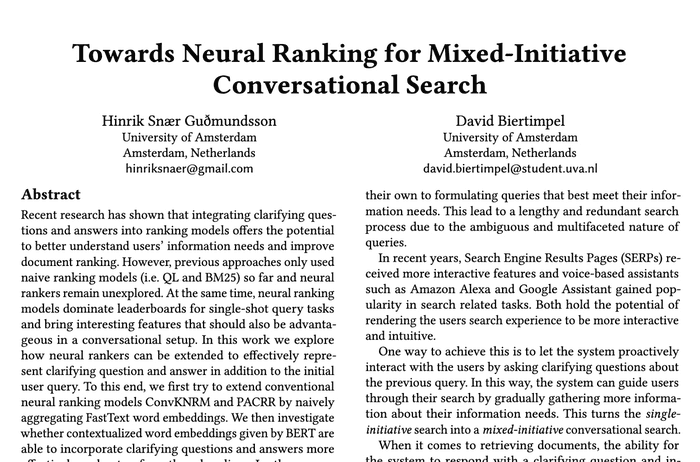 Towards Neural Ranking for Mixed-Initiative
Conversational Search
Hinrik Snær Guðmundsson
University of Amsterdam
Amsterdam, Netherlands
hinriksnaer@gmail.com
David Biertimpel
University of Amsterdam
Amsterdam, Netherlands
david.biertimpel@student.uva.nl
Abstract
Recent research has shown that integrating clarifying ques-
tions and answers into ranking models offers the potential
to better understand users' information needs and improve
document ranking. However, previous approaches only used
naive ranking models (i.e. QL and BM25) so far and neural
rankers remain unexplored. At the same time, neural ranking
models dominate leaderboards for single-shot query tasks
and bring interesting features that should also be advanta-
geous in a conversational setup. In this work we explore
how neural rankers can be extended to effectively repre-
sent clarifying question and answer in addition to the initial
user query. To this end, we first try to extend conventional
neural ranking models ConvKNRM and PACRR by naively
aggregating FastText word embeddings. We then investigate
whether contextualized word embeddings given by BERT are
able to incorporate clarifying questions and answers more
their own to formulating queries that best meet their infor-
mation needs. This lead to a lengthy and redundant search
process due to the ambiguous and multifaceted nature of
queries.
In recent years, Search Engine Results Pages (SERPs) re-
ceived more interactive features and voice-based assistants
such as Amazon Alexa and Google Assistant gained pop-
ularity in search related tasks. Both hold the potential of
rendering the users search experience to be more interactive
and intuitive.
One way to achieve this is to let the system proactively
interact with the users by asking clarifying questions about
the previous query. In this way, the system can guide users
through their search by gradually gathering more informa-
tion about their information needs. This turns the single-
initiative search into a mixed-initiative conversational search.
When it comes to retrieving documents, the ability for
the system to respond with a clarifying question and in-